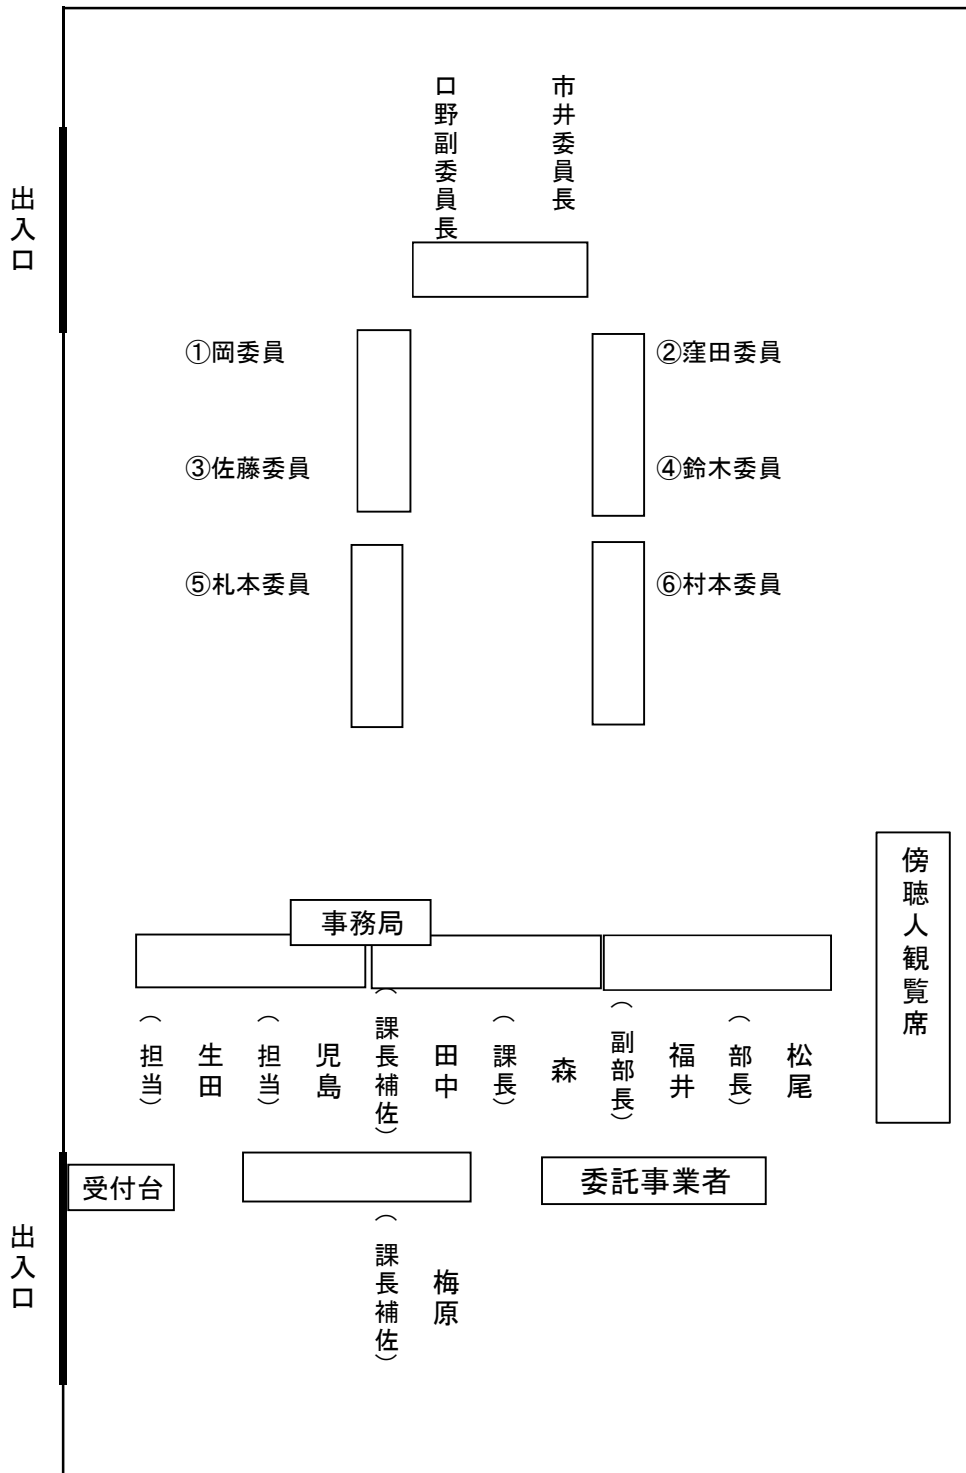 市井委員長
口野副委員長
出入口
①岡委員
②窪田委員
③佐藤委員
④鈴木委員
⑤札本委員
⑥村本委員
傍聴人観覧席
事務局
松尾
(部長)
福井
(副部長)
森
(課長)
田中
(課長補佐)
児島
(担当)
生田
(担当)
受付台
委託事業者
出入口
梅原
(課長補佐)